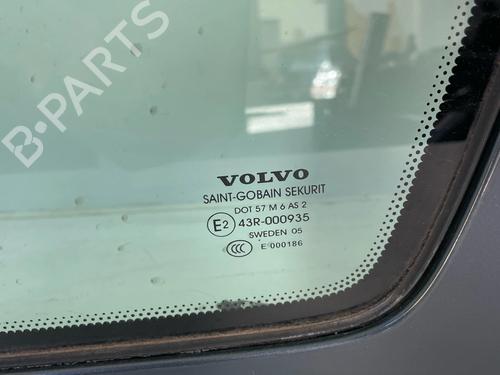 B-PARTS
VOLVO
SAINT-GOBAIN SEKURIT
DOT 57 M 6 AS 2
E2 43R-000935
SWEDEN 05
CCC E 000186